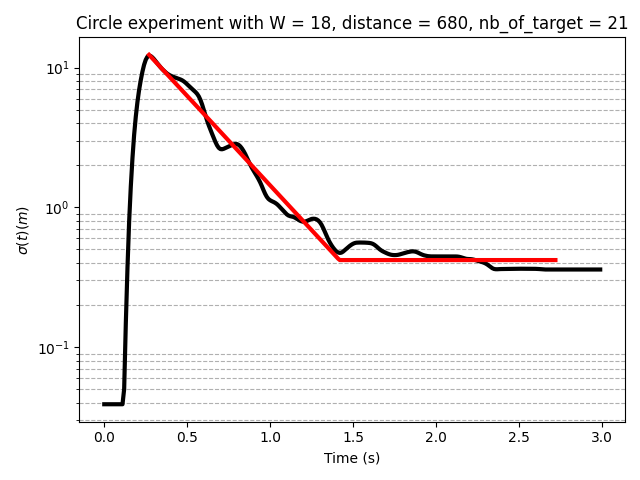 Circle experiment with W = 18, distance = 680, nb_of_target = 21
σ(t)(m)
10¹
10⁰
10⁻¹
0.0 0.5 1.0 1.5 2.0 2.5 3.0
Time (s)